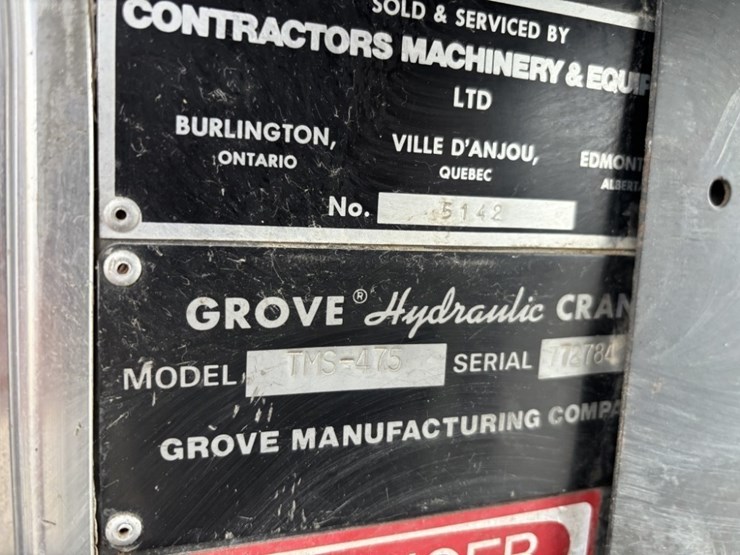 SOLD & SERVICED BY
CONTRACTORS MACHINERY & EQUIP
LTD
BURLINGTON, VILLE D'ANJOU, EDMONT
ONTARIO QUEBEC ALBERTA
No. 5142
GROVE® Hydraulic CRAN
MODEL TMS-475 SERIAL 772784
GROVE MANUFACTURING COMPA